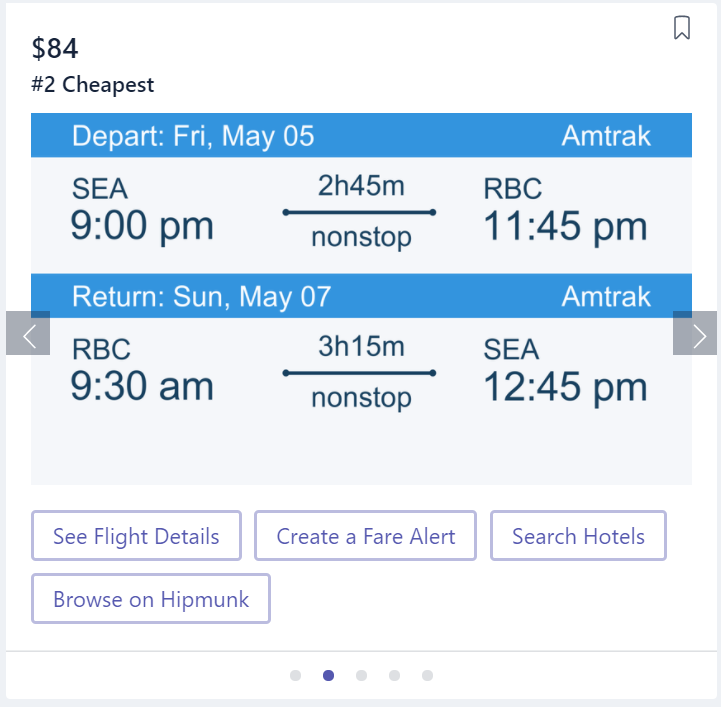 $84
#2 Cheapest
Depart: Fri, May 05 Amtrak
SEA 2h45m RBC
9:00 pm nonstop 11:45 pm
Return: Sun, May 07 Amtrak
RBC 3h15m SEA
9:30 am nonstop 12:45 pm
See Flight Details Create a Fare Alert Search Hotels
Browse on Hipmunk